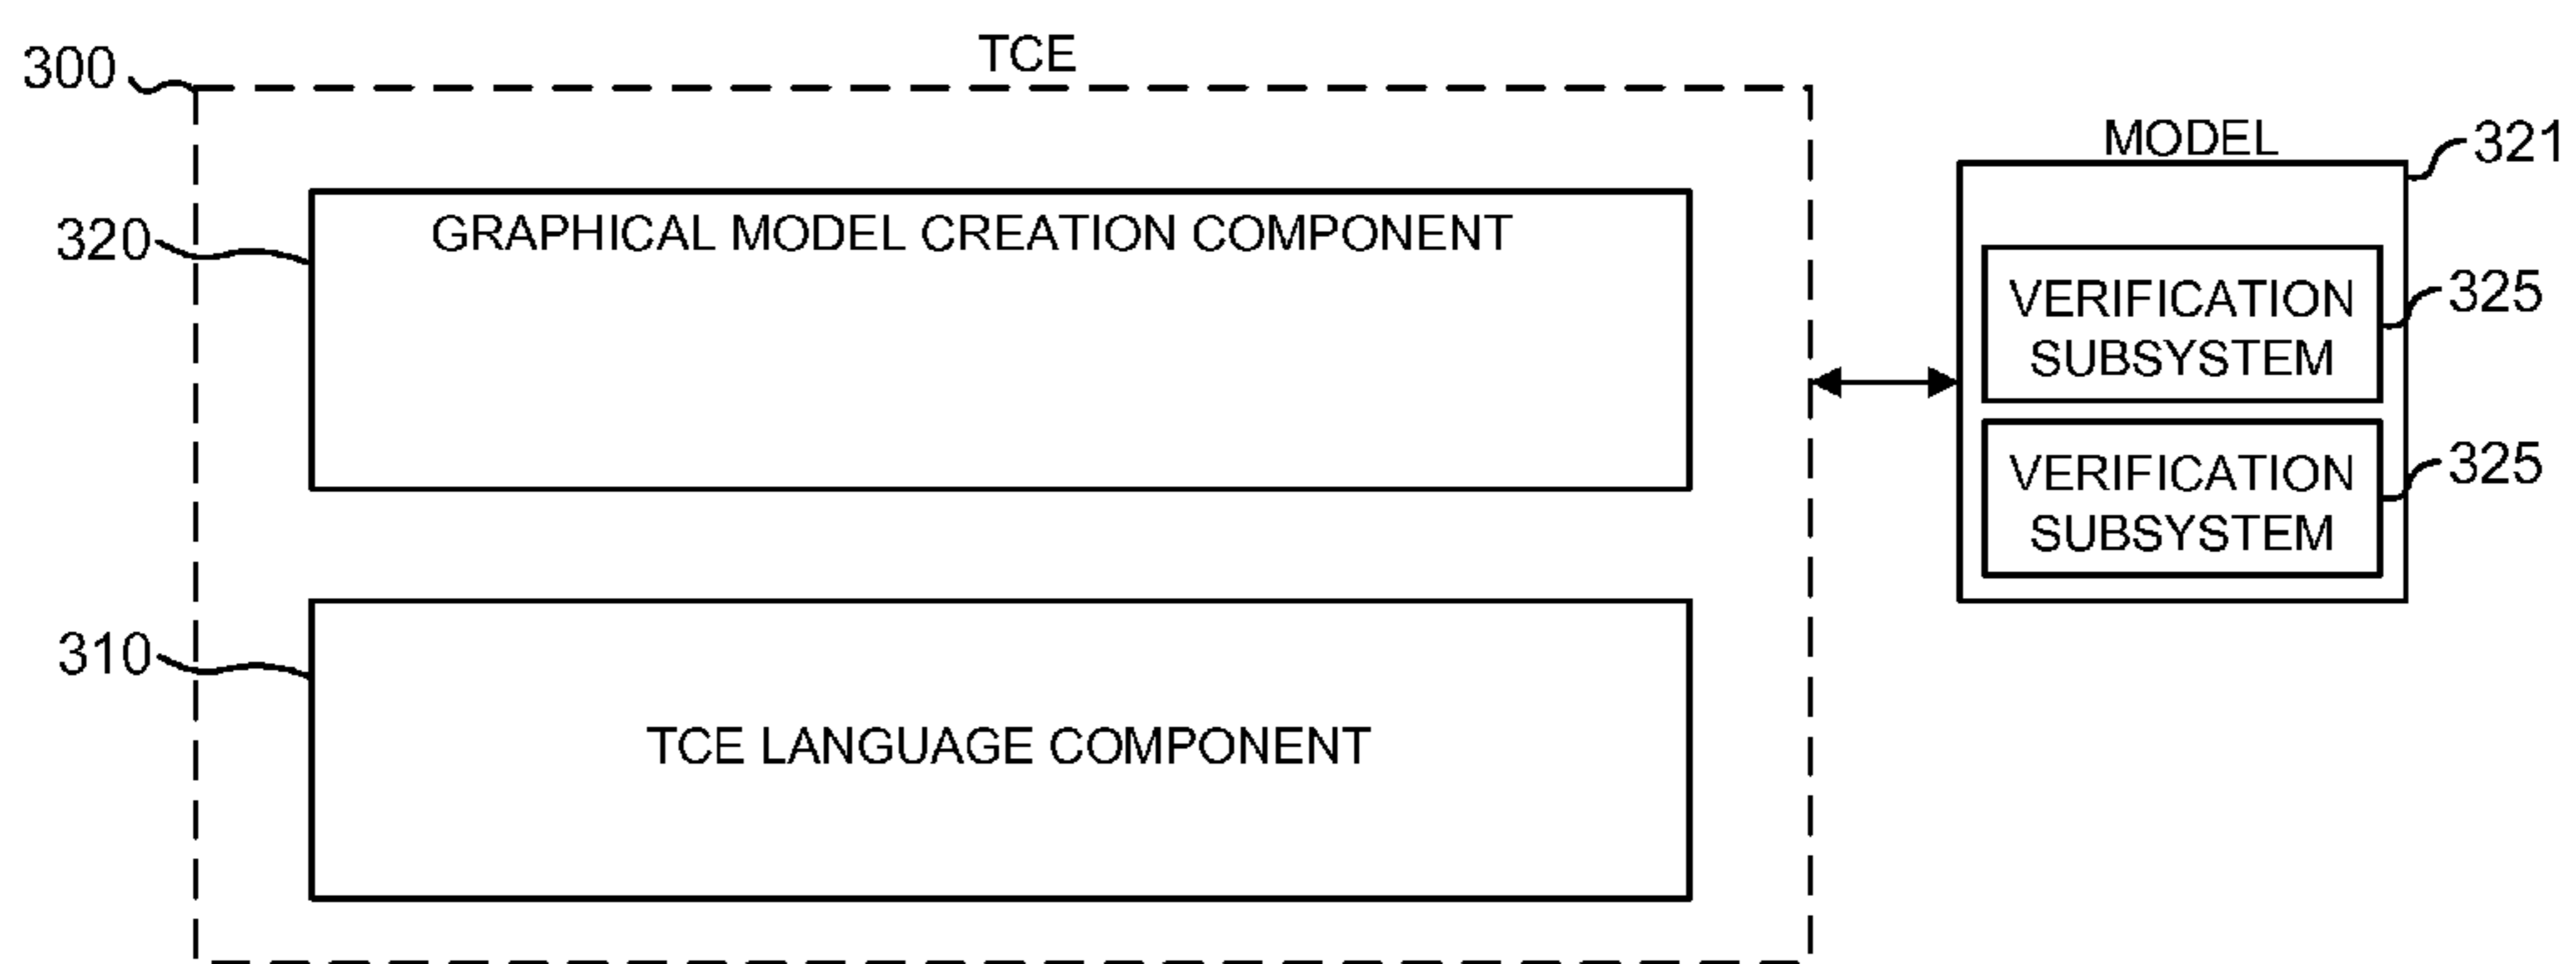 TCE
300
MODEL
321
320
GRAPHICAL MODEL CREATION COMPONENT
VERIFICATION
SUBSYSTEM
325
VERIFICATION
SUBSYSTEM
325
310
TCE LANGUAGE COMPONENT